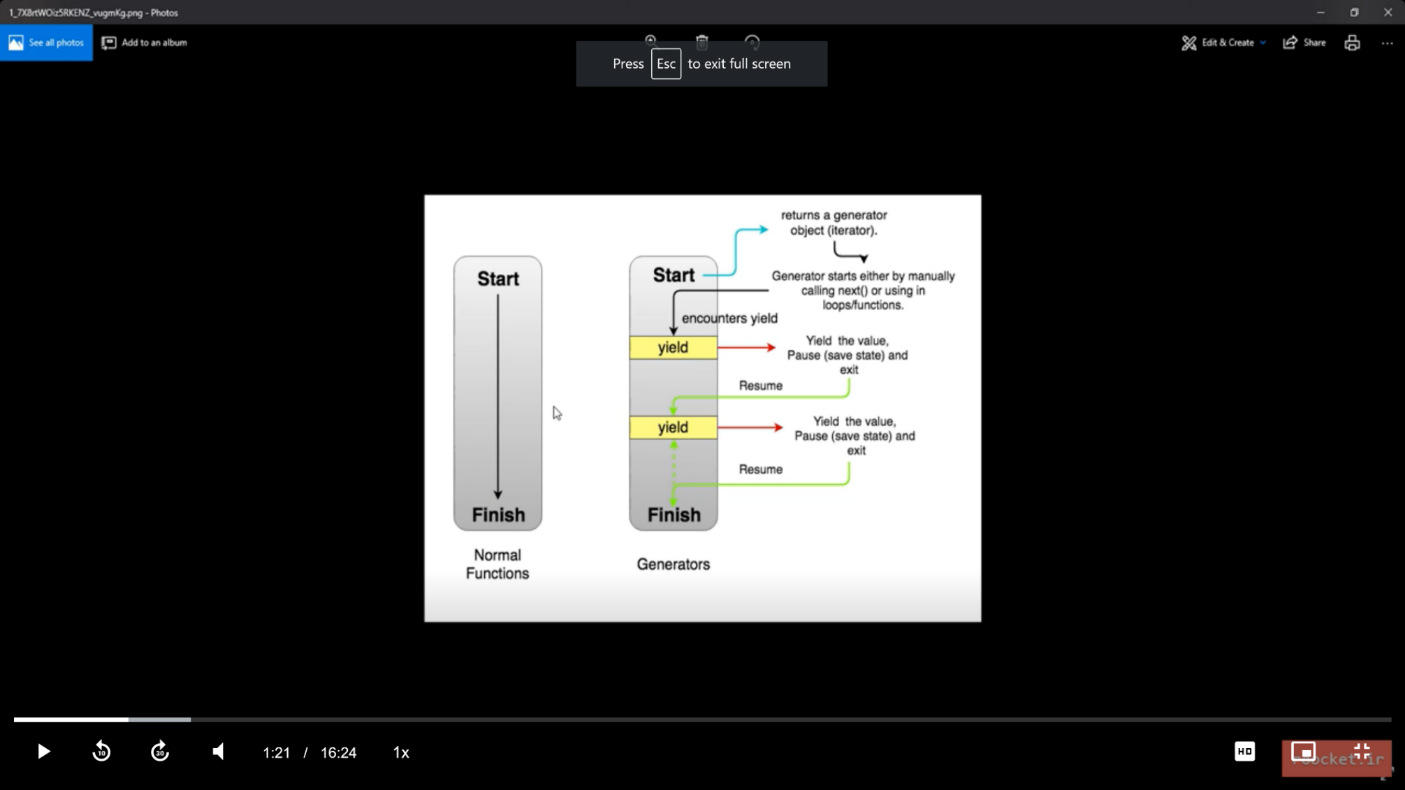 1_7X8rtWOiz5RKENZ_vugmKg.png - Photos
See all photos
Add to an album
Edit & Create
Share
Press Esc to exit full screen
returns a generator
object (iterator).
Start
Start
Generator starts either by manually
calling next() or using in
loops/functions.
encounters yield
yield
Yield the value,
Pause (save state) and
exit
Resume
yield
Yield the value,
Pause (save state) and
exit
Resume
Finish
Finish
Normal
Functions
Generators
10
30
1:21 / 16:24
1x
HD